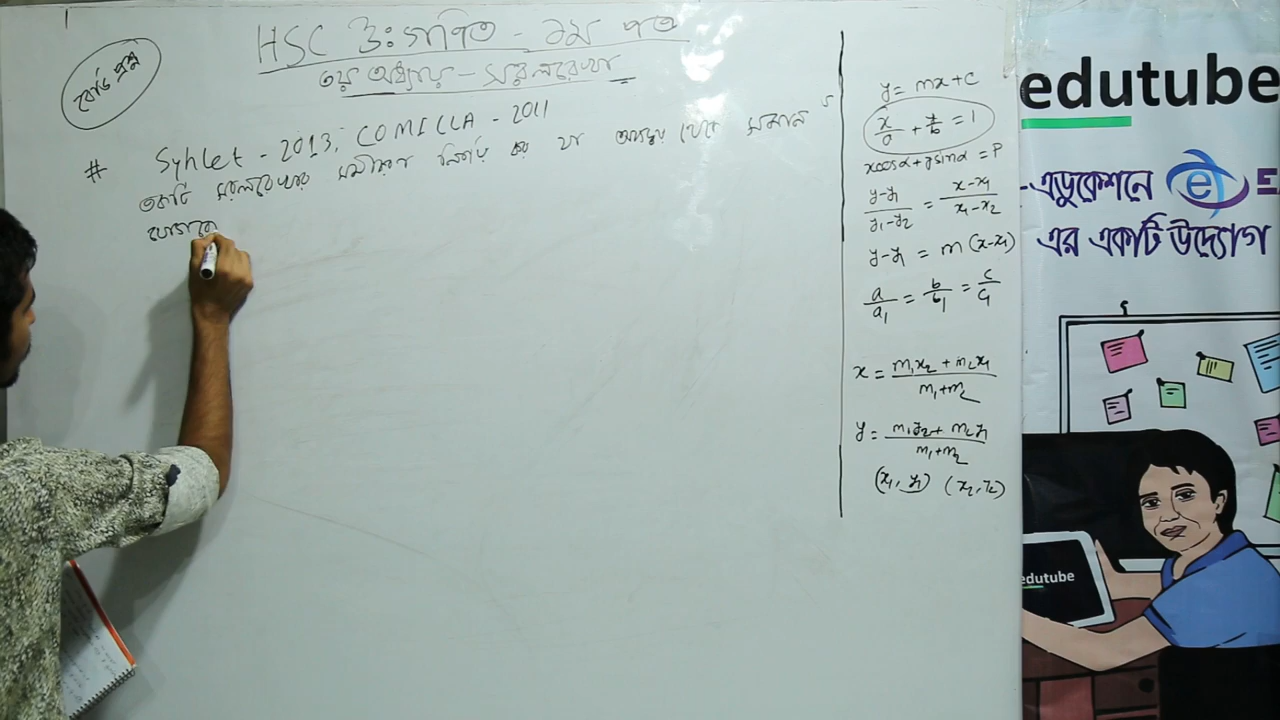 HSC উঃগণিত - ১ম পত্র
৩য় অধ্যায় - সরলরেখা
বোর্ড প্রশ্ন
# Syhlet - 2013; COMILLA - 2011
একটি সরলরেখার সমীকরণ নির্ণয় কর যা অক্ষদ্বয় থেকে সমান
যোগবো
y = mx + c
x/a + y/b = 1
xcosα + ysinα = P
y-y₁/y₁-y₂ = x-x₁/x₁-x₂
y-y₁ = m(x-x₁)
a/a₁ = b/b₁ = c/c₁
x = m₁x₂ + m₂x₁/m₁+m₂
y = m₁y₂ + m₂y₁/m₁+m₂
(x₁, y₁) (x₂, y₂)
edutube
-এডুকেশনে e E
এর একটি উদ্যোগ
edutube